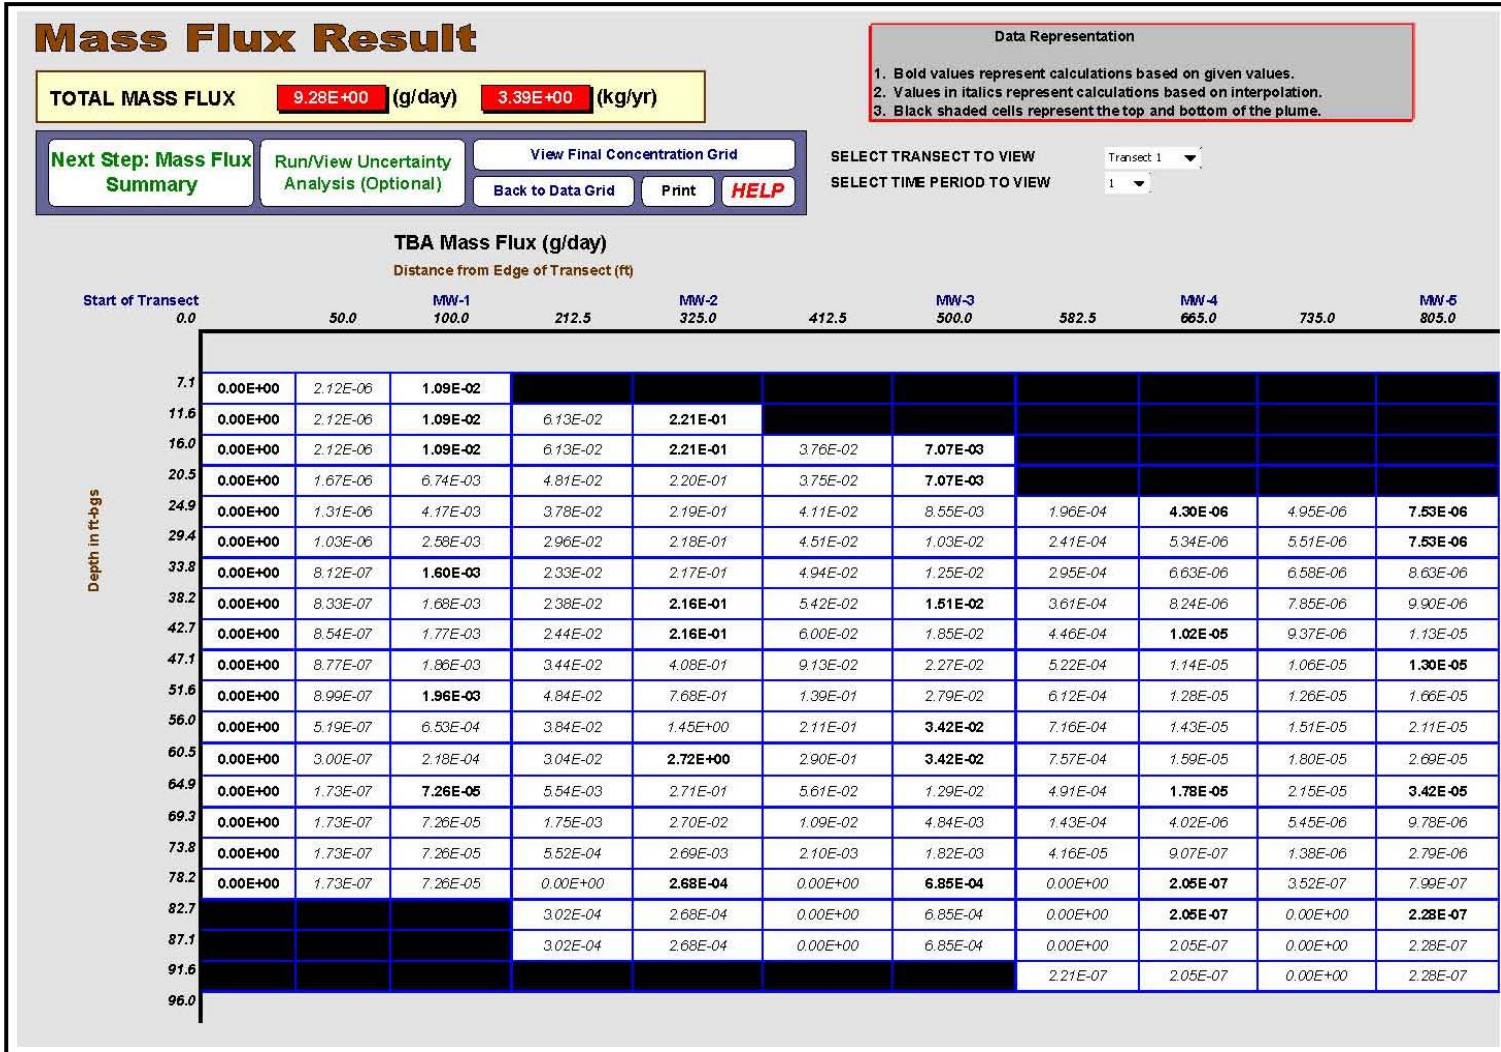 Mass Flux Result
Data Representation
1. Bold values represent calculations based on given values.
2. Values in italics represent calculations based on interpolation.
3. Black shaded cells represent the top and bottom of the plume.
TOTAL MASS FLUX 9.28E+00 (g/day) 3.39E+00 (kg/yr)
Next Step: Mass Flux Summary
Run/View Uncertainty Analysis (Optional)
View Final Concentration Grid
Back to Data Grid Print HELP
SELECT TRANSECT TO VIEW Transect 1
SELECT TIME PERIOD TO VIEW 1
TBA Mass Flux (g/day)
Distance from Edge of Transect (ft)
Start of Transect MW-1 MW-2 MW-3 MW-4 MW-5
0.0 50.0 100.0 212.5 325.0 412.5 500.0 582.5 665.0 735.0 805.0
Depth in ft-bgs
7.1 0.00E+00 2.12E-06 1.09E-02
11.6 0.00E+00 2.12E-06 1.09E-02 6.13E-02 2.21E-01
16.0 0.00E+00 2.12E-06 1.09E-02 6.13E-02 2.21E-01 3.76E-02 7.07E-03
20.5 0.00E+00 1.67E-06 6.74E-03 4.81E-02 2.20E-01 3.75E-02 7.07E-03
24.9 0.00E+00 1.31E-06 4.17E-03 3.78E-02 2.19E-01 4.11E-02 8.55E-03 1.96E-04 4.30E-06 4.95E-06 7.53E-06
29.4 0.00E+00 1.03E-06 2.58E-03 2.96E-02 2.18E-01 4.51E-02 1.03E-02 2.41E-04 5.34E-06 5.51E-06 7.53E-06
33.8 0.00E+00 8.12E-07 1.60E-03 2.33E-02 2.17E-01 4.94E-02 1.25E-02 2.95E-04 6.63E-06 6.58E-06 8.63E-06
38.2 0.00E+00 8.33E-07 1.68E-03 2.38E-02 2.16E-01 5.42E-02 1.51E-02 3.61E-04 8.24E-06 7.85E-06 9.90E-06
42.7 0.00E+00 8.54E-07 1.77E-03 2.44E-02 2.16E-01 6.00E-02 1.85E-02 4.46E-04 1.02E-05 9.37E-06 1.13E-05
47.1 0.00E+00 8.77E-07 1.86E-03 3.44E-02 4.08E-01 9.13E-02 2.27E-02 5.22E-04 1.14E-05 1.06E-05 1.30E-05
51.6 0.00E+00 8.99E-07 1.96E-03 4.84E-02 7.68E-01 1.39E-01 2.79E-02 6.12E-04 1.28E-05 1.26E-05 1.66E-05
56.0 0.00E+00 5.19E-07 6.53E-04 3.84E-02 1.45E+00 2.11E-01 3.42E-02 7.16E-04 1.43E-05 1.51E-05 2.11E-05
60.5 0.00E+00 3.00E-07 2.18E-04 3.04E-02 2.72E+00 2.90E-01 3.42E-02 7.57E-04 1.59E-05 1.80E-05 2.69E-05
64.9 0.00E+00 1.73E-07 7.26E-05 5.54E-03 2.71E-01 5.61E-02 1.29E-02 4.91E-04 1.78E-05 2.15E-05 3.42E-05
69.3 0.00E+00 1.73E-07 7.26E-05 1.75E-03 2.70E-02 1.09E-02 4.84E-03 1.43E-04 4.02E-06 5.45E-06 9.78E-06
73.8 0.00E+00 1.73E-07 7.26E-05 5.52E-04 2.69E-03 2.10E-03 1.82E-03 4.16E-05 9.07E-07 1.38E-06 2.79E-06
78.2 0.00E+00 1.73E-07 7.26E-05 0.00E+00 2.68E-04 0.00E+00 6.85E-04 0.00E+00 2.05E-07 3.52E-07 7.99E-07
82.7 3.02E-04 2.68E-04 0.00E+00 6.85E-04 0.00E+00 2.05E-07 0.00E+00 2.28E-07
87.1 3.02E-04 2.68E-04 0.00E+00 6.85E-04 0.00E+00 2.05E-07 0.00E+00 2.28E-07
91.6 2.21E-07 2.05E-07 0.00E+00 2.28E-07
96.0